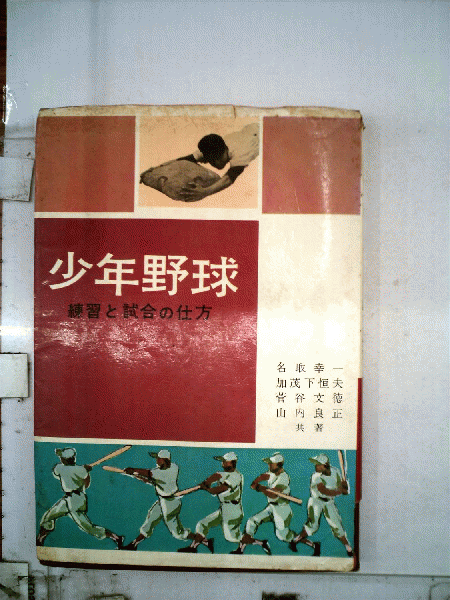 少年野球
練習と試合の仕方
名取幸一
加茂下恒夫
菅谷文徳
山内良正
共著